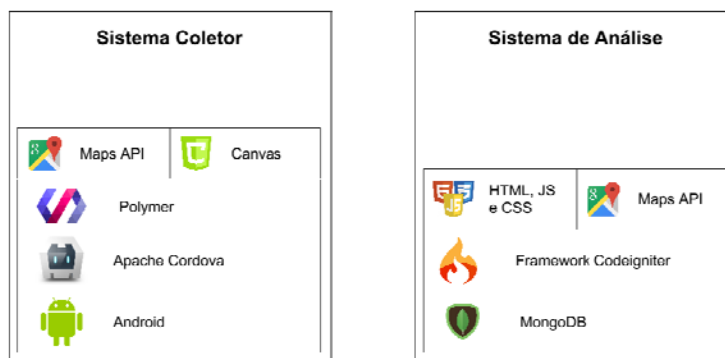 Sistema Coletor
Maps API
Canvas
Polymer
Apache Cordova
Android
Sistema de Análise
HTML, JS
e CSS
Maps API
Framework Codeigniter
MongoDB